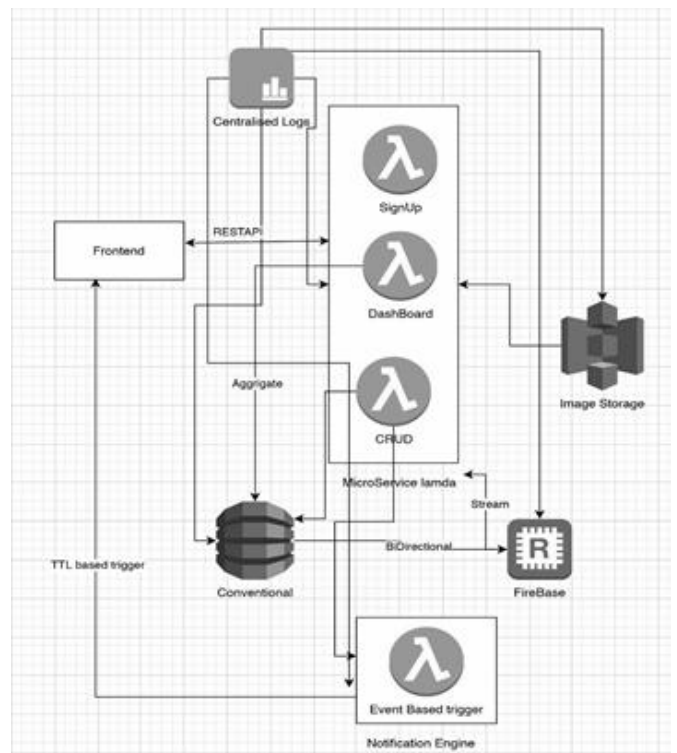 Centralised Logs
SignUp
RESTAPI
Frontend
DashBoard
Aggrigate
Image Storage
CRUD
MicroService lamda
Stream
BiDirectional
TTL based trigger
Conventional
R
FireBase
Event Based trigger
Notification Engine